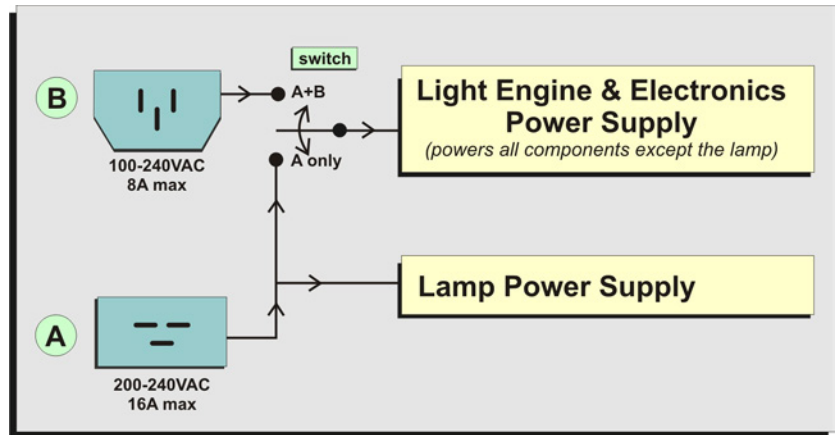 switch
B
A+B
Light Engine & Electronics
Power Supply
(powers all components except the lamp)
A only
100-240VAC
8A max
Lamp Power Supply
A
200-240VAC
16A max